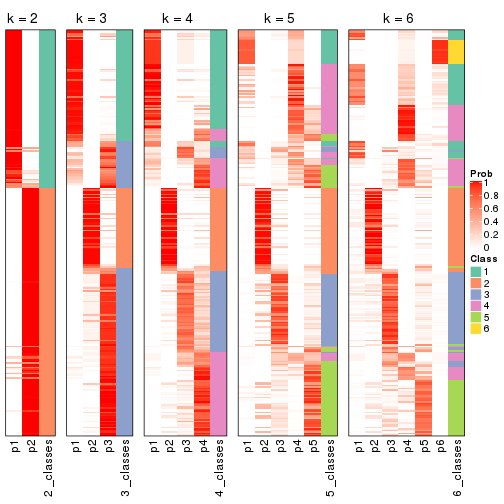 k = 2
k = 3
k = 4
k = 5
k = 6
Prob
1
0.8
0.6
0.4
0.2
0
Class
1
2
3
4
5
6
p1
p2
2_classes
p1
p2
p3
3_classes
p1
p2
p3
p4
4_classes
p1
p2
p3
p4
p5
5_classes
p1
p2
p3
p4
p5
p6
6_classes